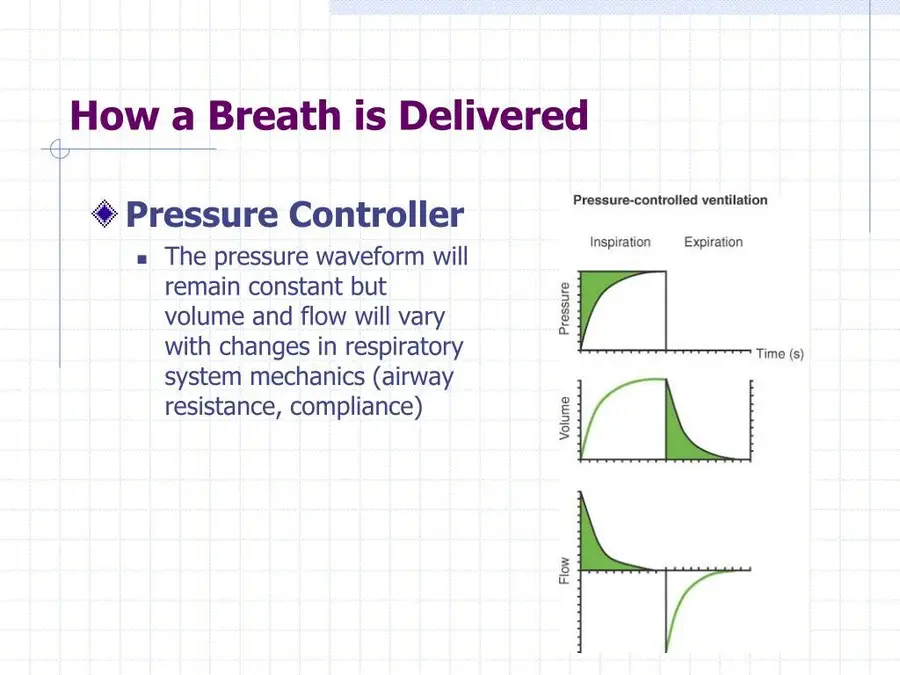 How a Breath is Delivered
Pressure Controller
The pressure waveform will
remain constant but
volume and flow will vary
with changes in respiratory
system mechanics (airway
resistance, compliance)
Pressure-controlled ventilation
Inspiration Expiration
Pressure
Time (s)
Volume
Flow